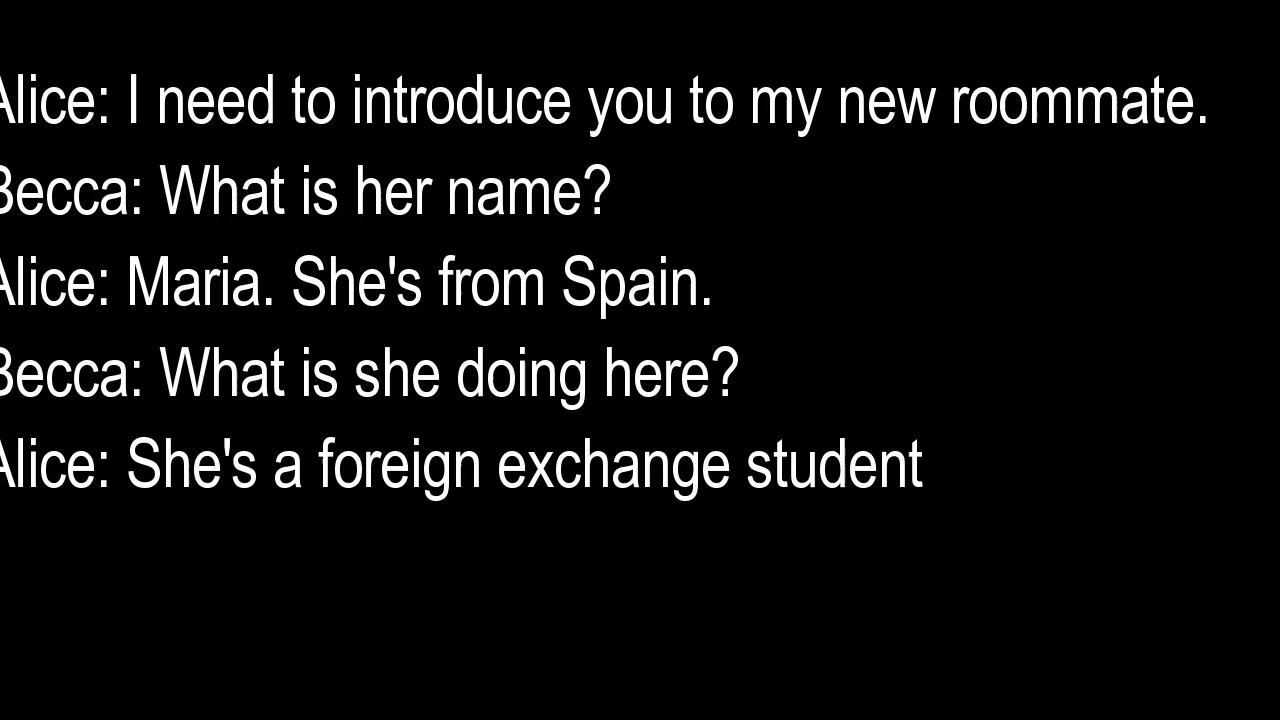 Alice: I need to introduce you to my new roommate.
Becca: What is her name?
Alice: Maria. She's from Spain.
Becca: What is she doing here?
Alice: She's a foreign exchange student